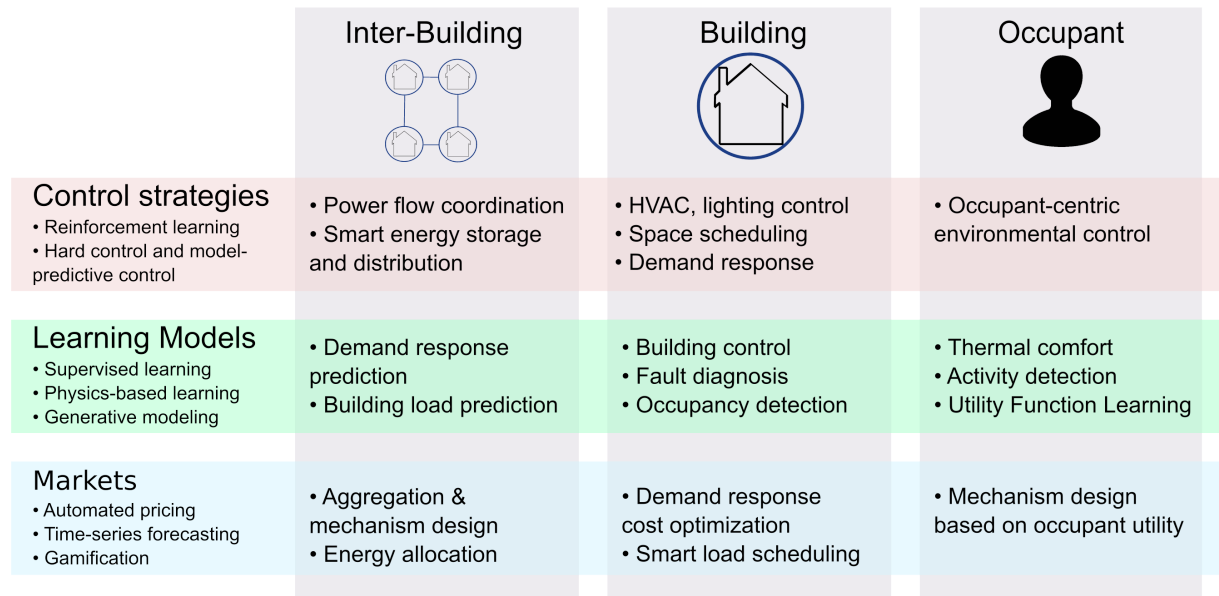 Inter-Building
Building
Occupant
Control strategies
• Reinforcement learning
• Hard control and model-
predictive control
• Power flow coordination
• Smart energy storage
and distribution
• HVAC, lighting control
• Space scheduling
• Demand response
• Occupant-centric
environmental control
Learning Models
• Supervised learning
• Physics-based learning
• Generative modeling
• Demand response
prediction
• Building load prediction
• Building control
• Fault diagnosis
• Occupancy detection
• Thermal comfort
• Activity detection
• Utility Function Learning
Markets
• Automated pricing
• Time-series forecasting
• Gamification
• Aggregation &
mechanism design
• Energy allocation
• Demand response
cost optimization
• Smart load scheduling
• Mechanism design
based on occupant utility